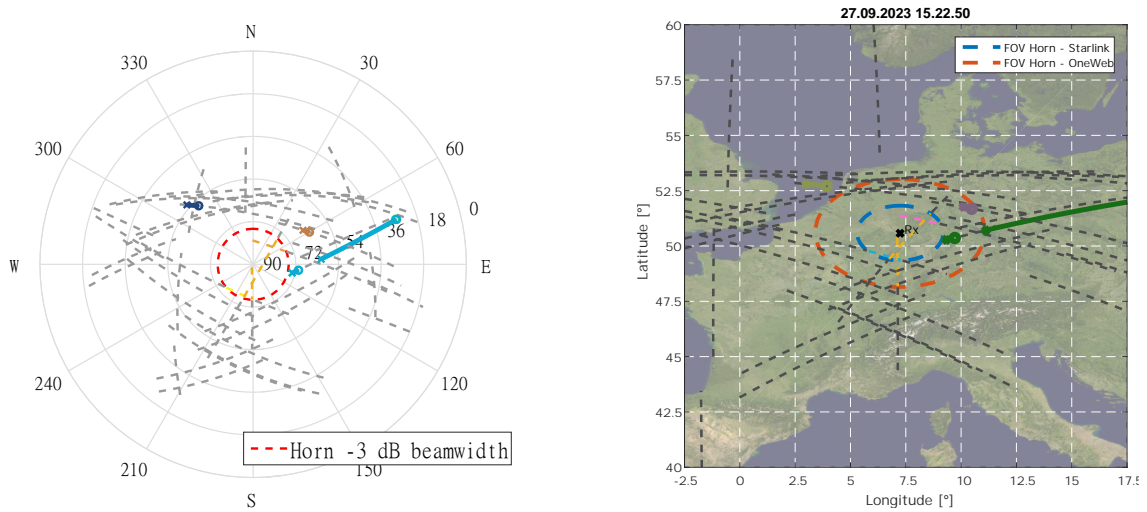 N
30
60
0
18
36
54
72
90
E
120
150
S
210
240
W
300
330
Horn -3 dB beamwidth
27.09.2023 15.22.50
FOV Horn - Starlink
FOV Horn - OneWeb
Rx
Latitude [°]
60
57.5
55
52.5
50
47.5
45
42.5
40
-2.5 0 2.5 5 7.5 10 12.5 15 17.5
Longitude [°]